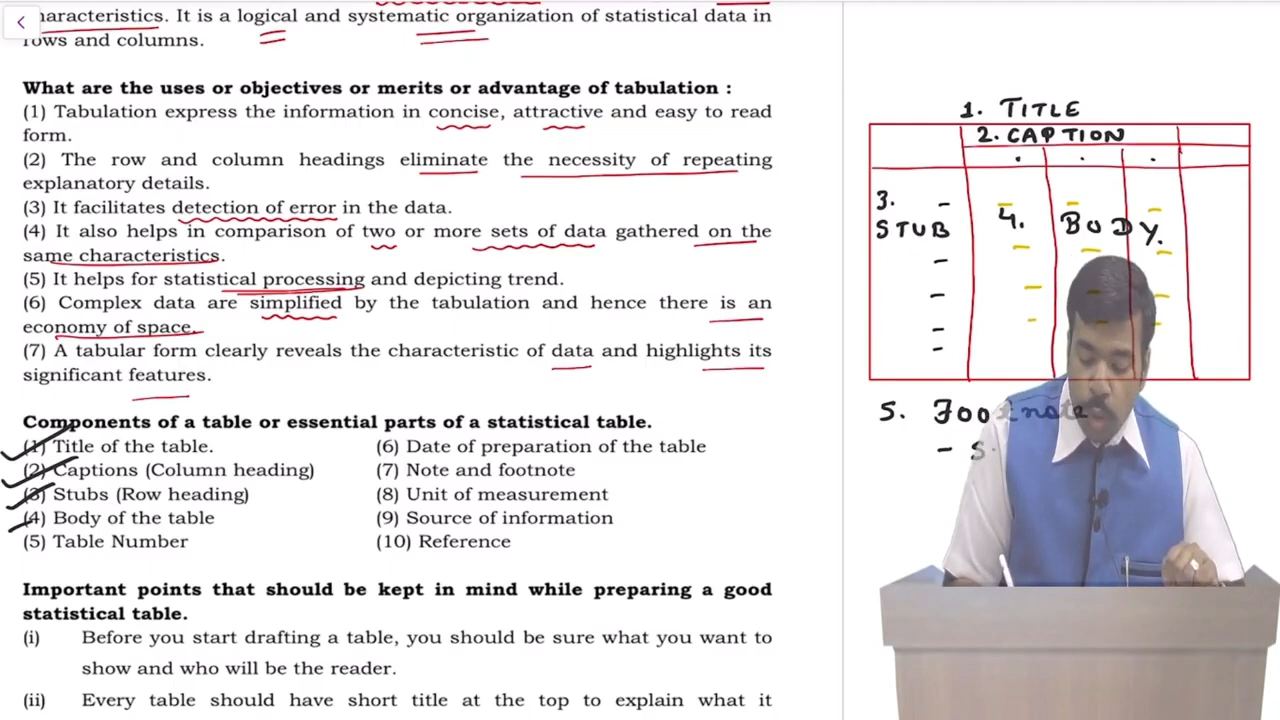 haracteristics. It is a logical and systematic organization of statistical data in
rows and columns.
What are the uses or objectives or merits or advantage of tabulation :
(1) Tabulation express the information in concise, attractive and easy to read
form.
(2) The row and column headings eliminate the necessity of repeating
explanatory details.
(3) It facilitates detection of error in the data.
(4) It also helps in comparison of two or more sets of data gathered on the
same characteristics.
(5) It helps for statistical processing and depicting trend.
(6) Complex data are simplified by the tabulation and hence there is an
economy of space.
(7) A tabular form clearly reveals the characteristic of data and highlights its
significant features.
Components of a table or essential parts of a statistical table.
(1) Title of the table.
(2) Captions (Column heading)
(3) Stubs (Row heading)
(4) Body of the table
(5) Table Number
(6) Date of preparation of the table
(7) Note and footnote
(8) Unit of measurement
(9) Source of information
(10) Reference
Important points that should be kept in mind while preparing a good
statistical table.
(i) Before you start drafting a table, you should be sure what you want to
show and who will be the reader.
(ii) Every table should have short title at the top to explain what it
1. TITLE
2. CAPTION
3.
STUB
4. BODY.
5. Footnote
- S.